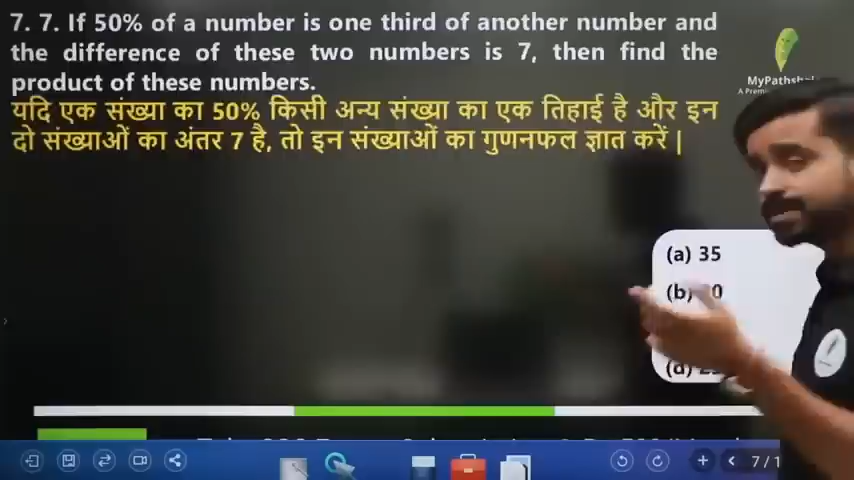 7. 7. If 50% of a number is one third of another number and
the difference of these two numbers is 7, then find the
product of these numbers.
यदि एक संख्या का 50% किसी अन्य संख्या का एक तिहाई है और इन
दो संख्याओं का अंतर 7 है, तो इन संख्याओं का गुणनफल ज्ञात करें |
(a) 35
(b)
(d)
7 / 1